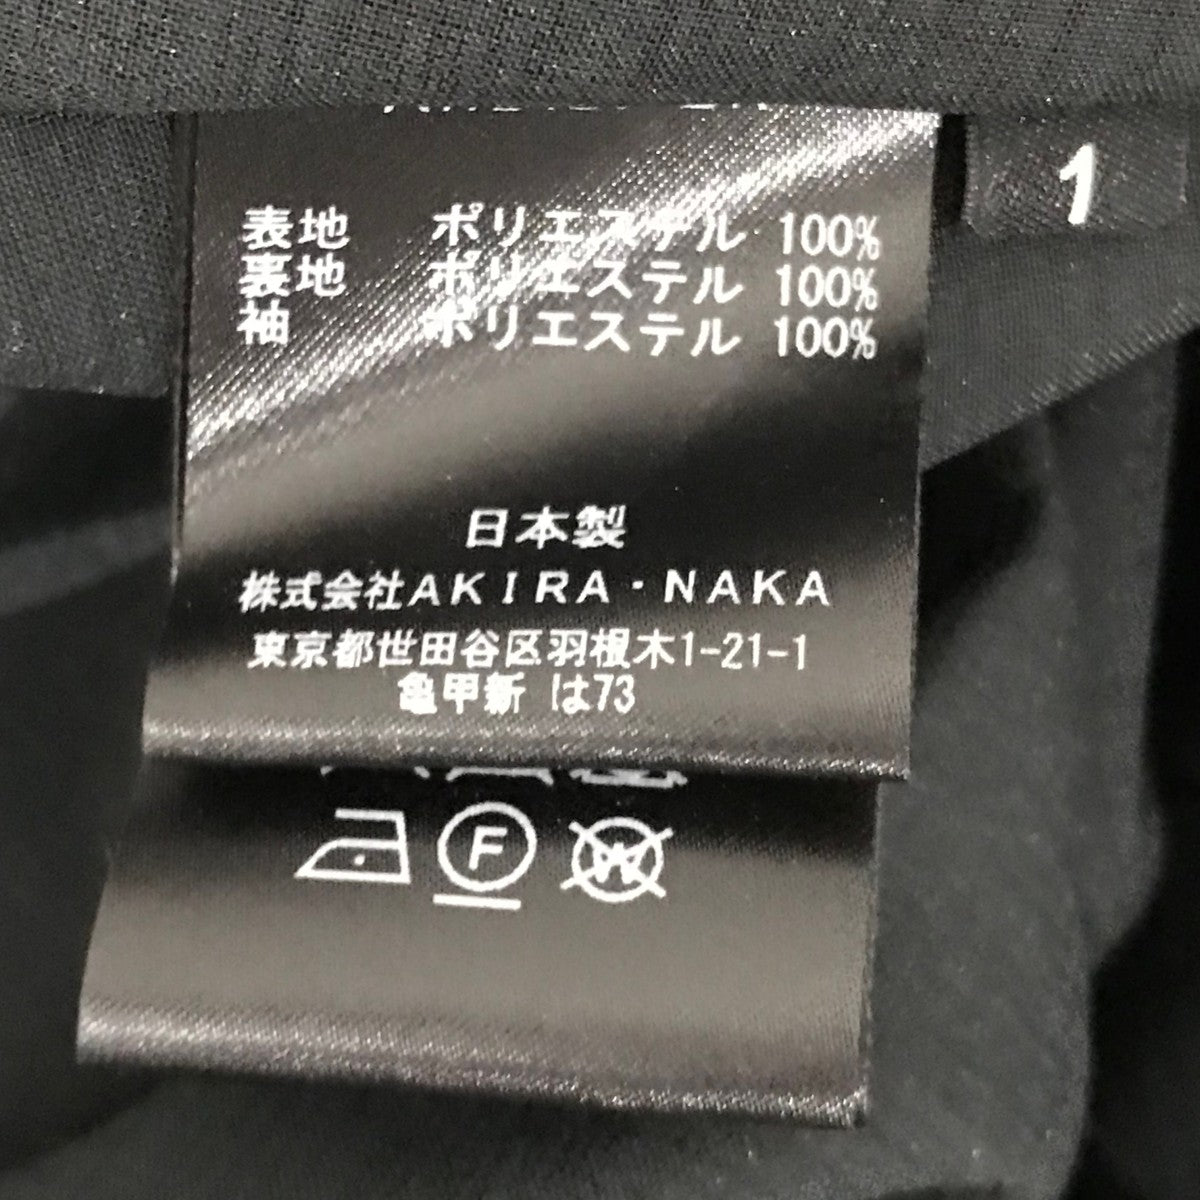 1
表地 ポリエステル 100%
裏地 ポリエステル 100%
袖 ポリエステル 100%
日本製
株式会社AKIRA・NAKA
東京都世田谷区羽根木1-21-1
亀甲新 は73
F W